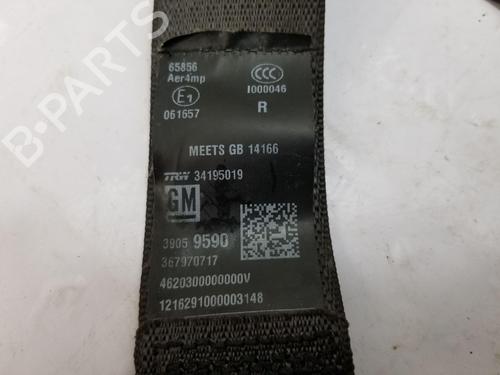 65856
Aer4mp
E1
061657
CCC
I000046
R
MEETS GB 14166
TRW 34195019
GM
3905 9590
367970717
4620300000000V
1216291000003148
B-Parts